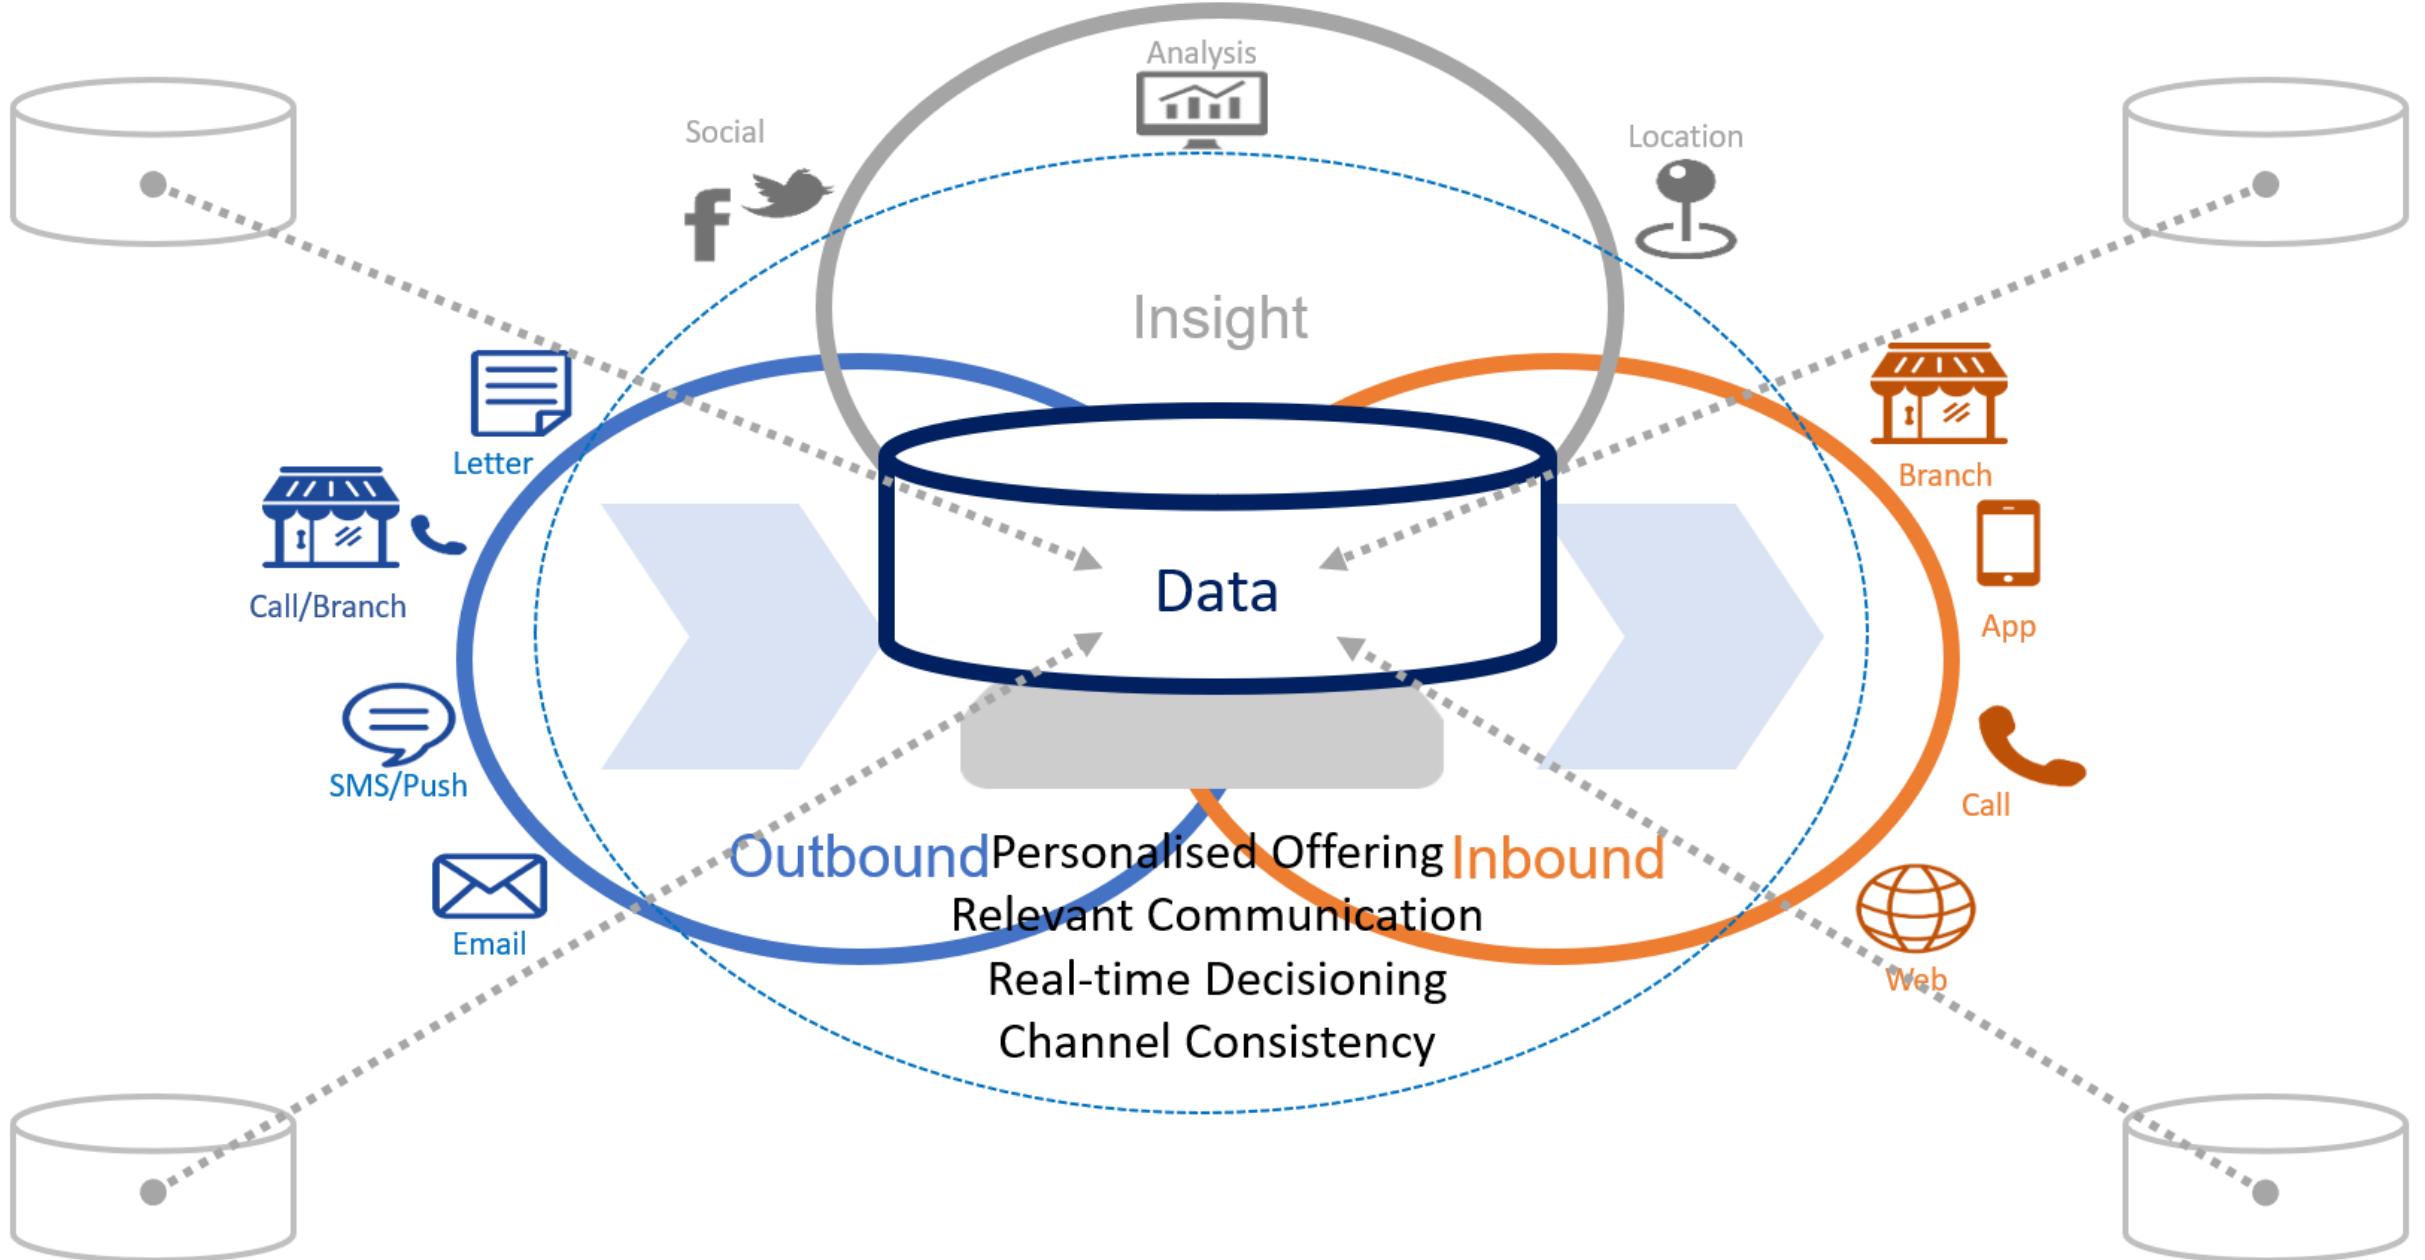 Analysis
Social
Location
Insight
Letter
Branch
Data
Call/Branch
App
SMS/Push
Call
Outbound
Personalised Offering
Inbound
Relevant Communication
Email
Real-time Decisioning
Web
Channel Consistency